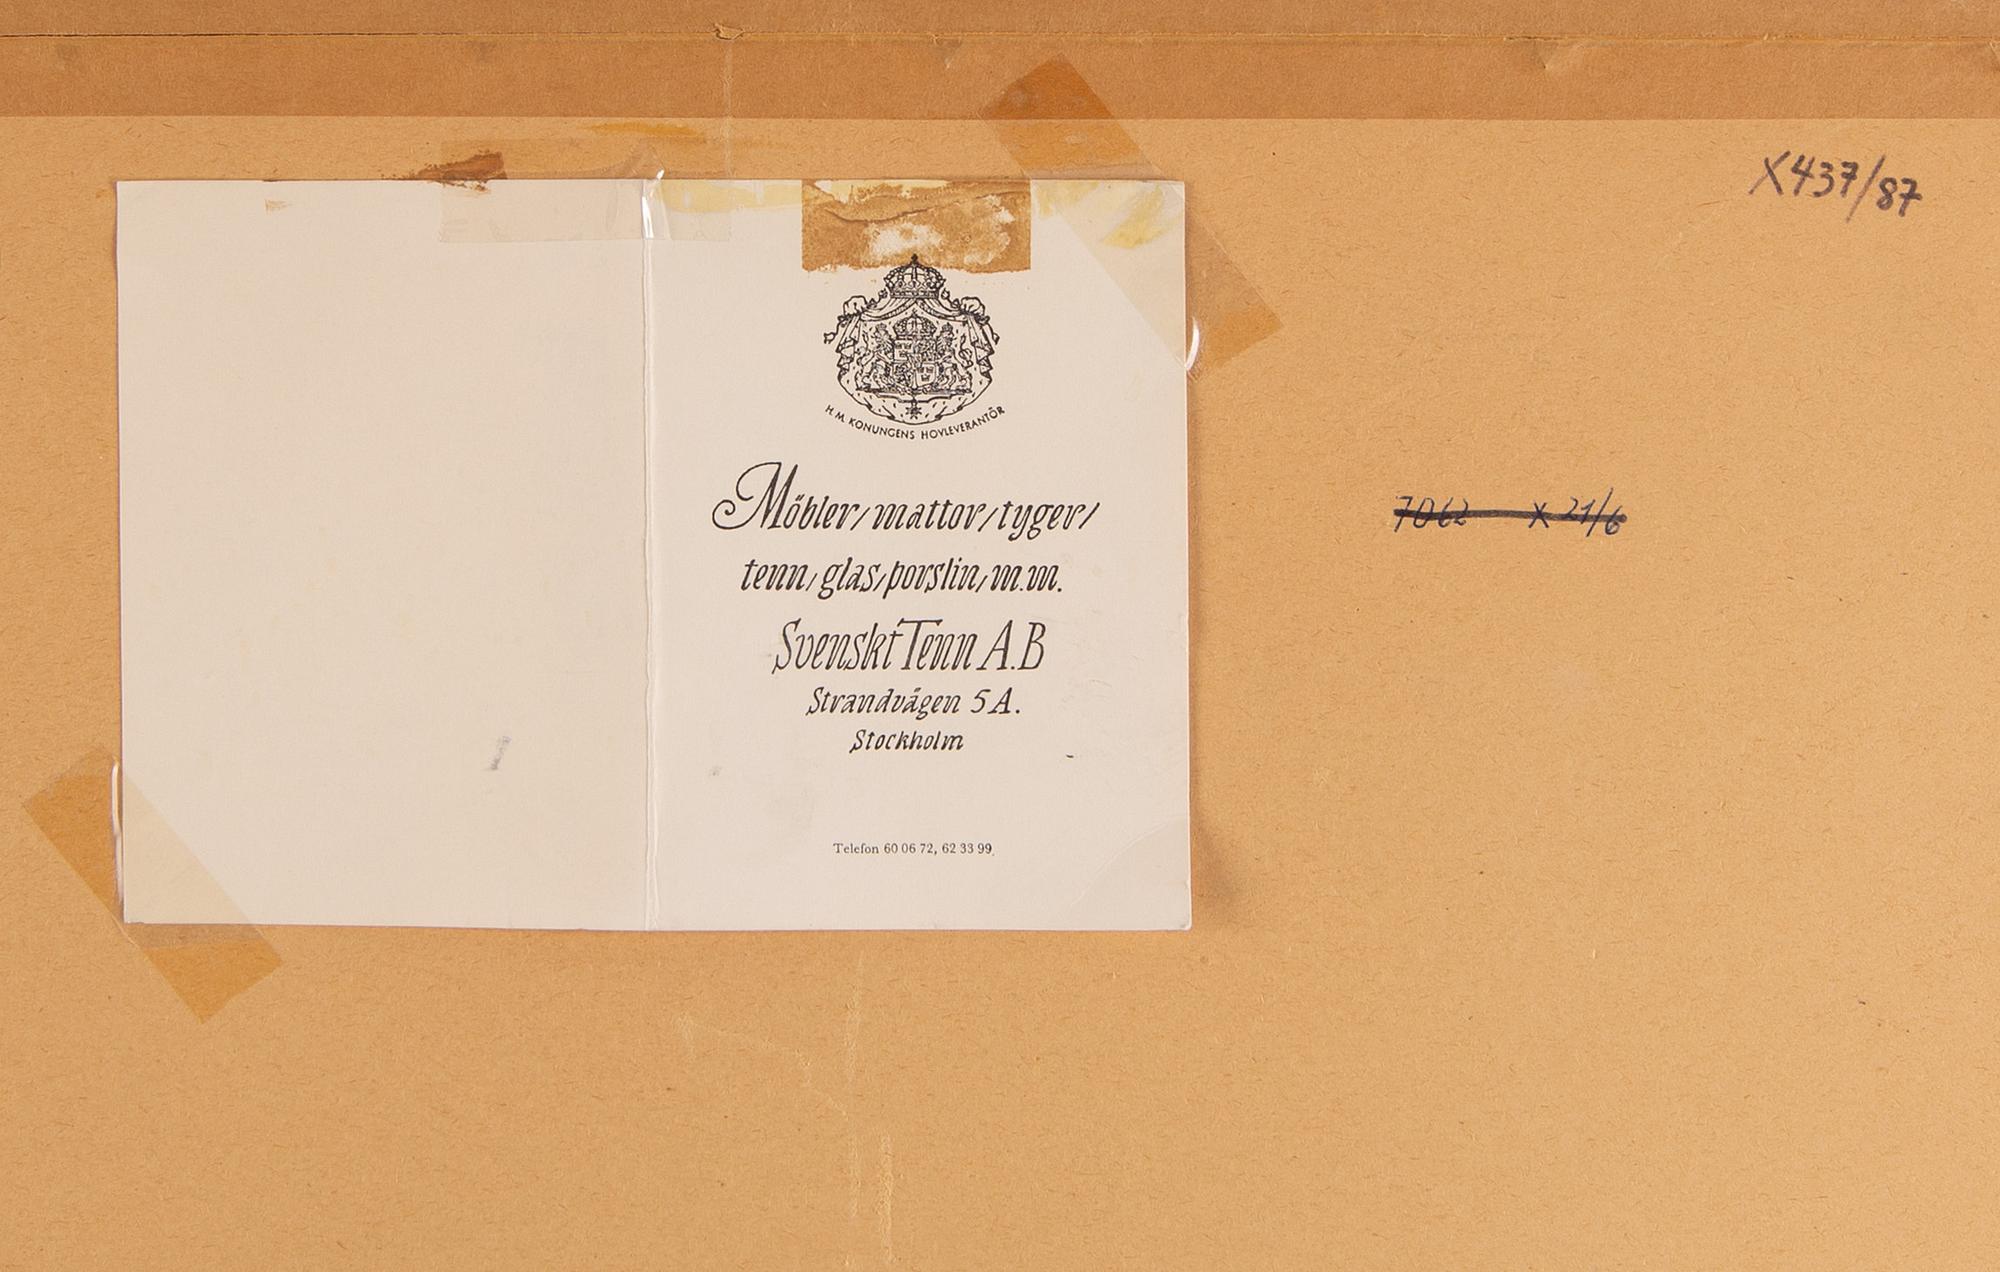 X437/87
H.M. KONUNGENS HOVLEVERANTÖR
Möbler/mattor/tyger/
tenn/glas/porslin/m.m.
7062 X 21/6
Svenskt Tenn A.B
Strandvägen 5A.
Stockholm
Telefon 60 06 72, 62 33 99.